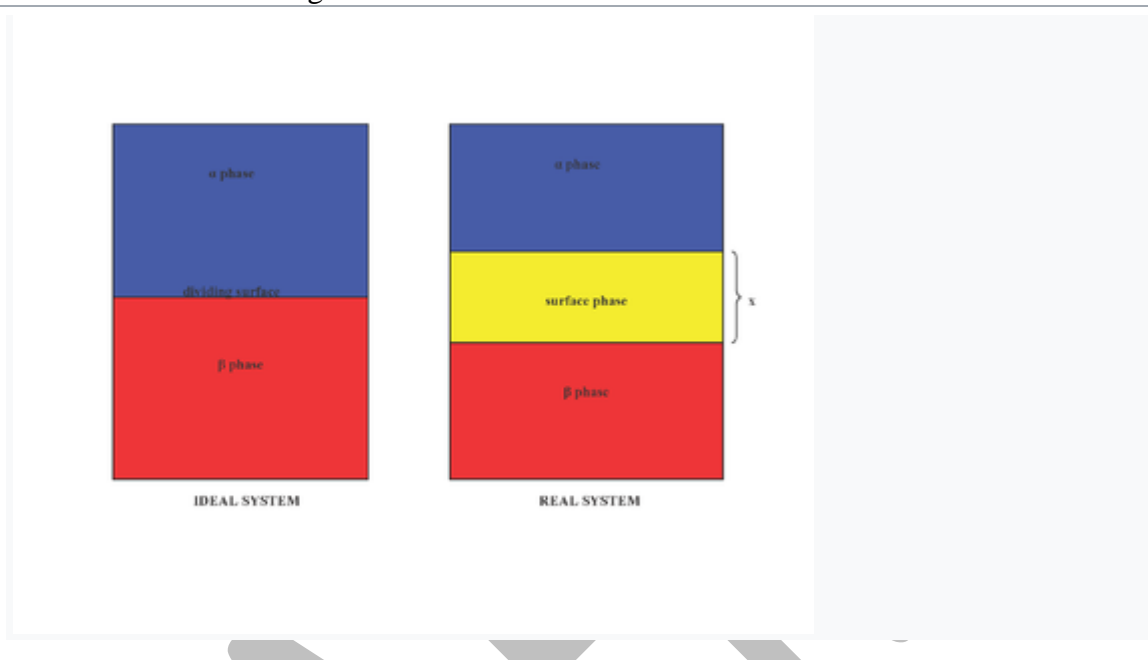 α phase
dividing surface
β phase
IDEAL SYSTEM
α phase
surface phase
x
β phase
REAL SYSTEM